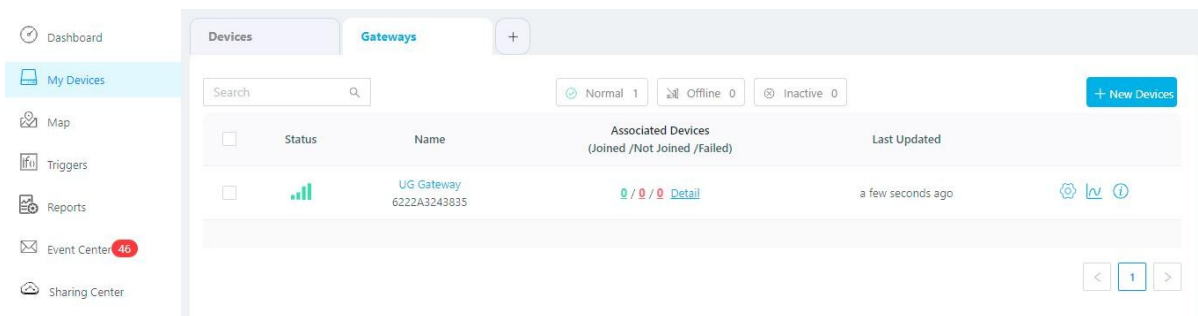 Dashboard
My Devices
Map
Triggers
Reports
Event Center 46
Sharing Center
Devices
Gateways
+
Search
Normal 1
Offline 0
Inactive 0
+ New Devices
Status
Name
Associated Devices
(Joined /Not Joined /Failed)
Last Updated
UG Gateway
6222A3243835
0 / 0 / 0 Detail
a few seconds ago
< 1 >